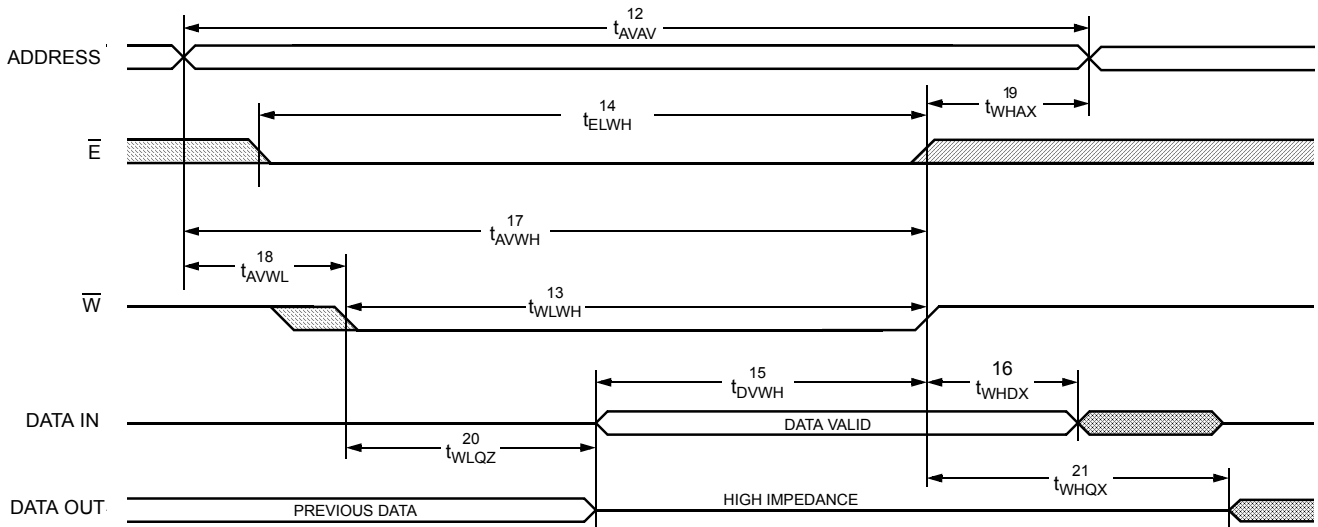 12
tAVAV
ADDRESS
14
tELWH
19
tWHAX
E
17
tAVWH
18
tAVWL
W
13
tWLWH
15
tDVWH
16
tWHDX
DATA IN
DATA VALID
20
tWLQZ
21
tWHQX
DATA OUT
PREVIOUS DATA
HIGH IMPEDANCE